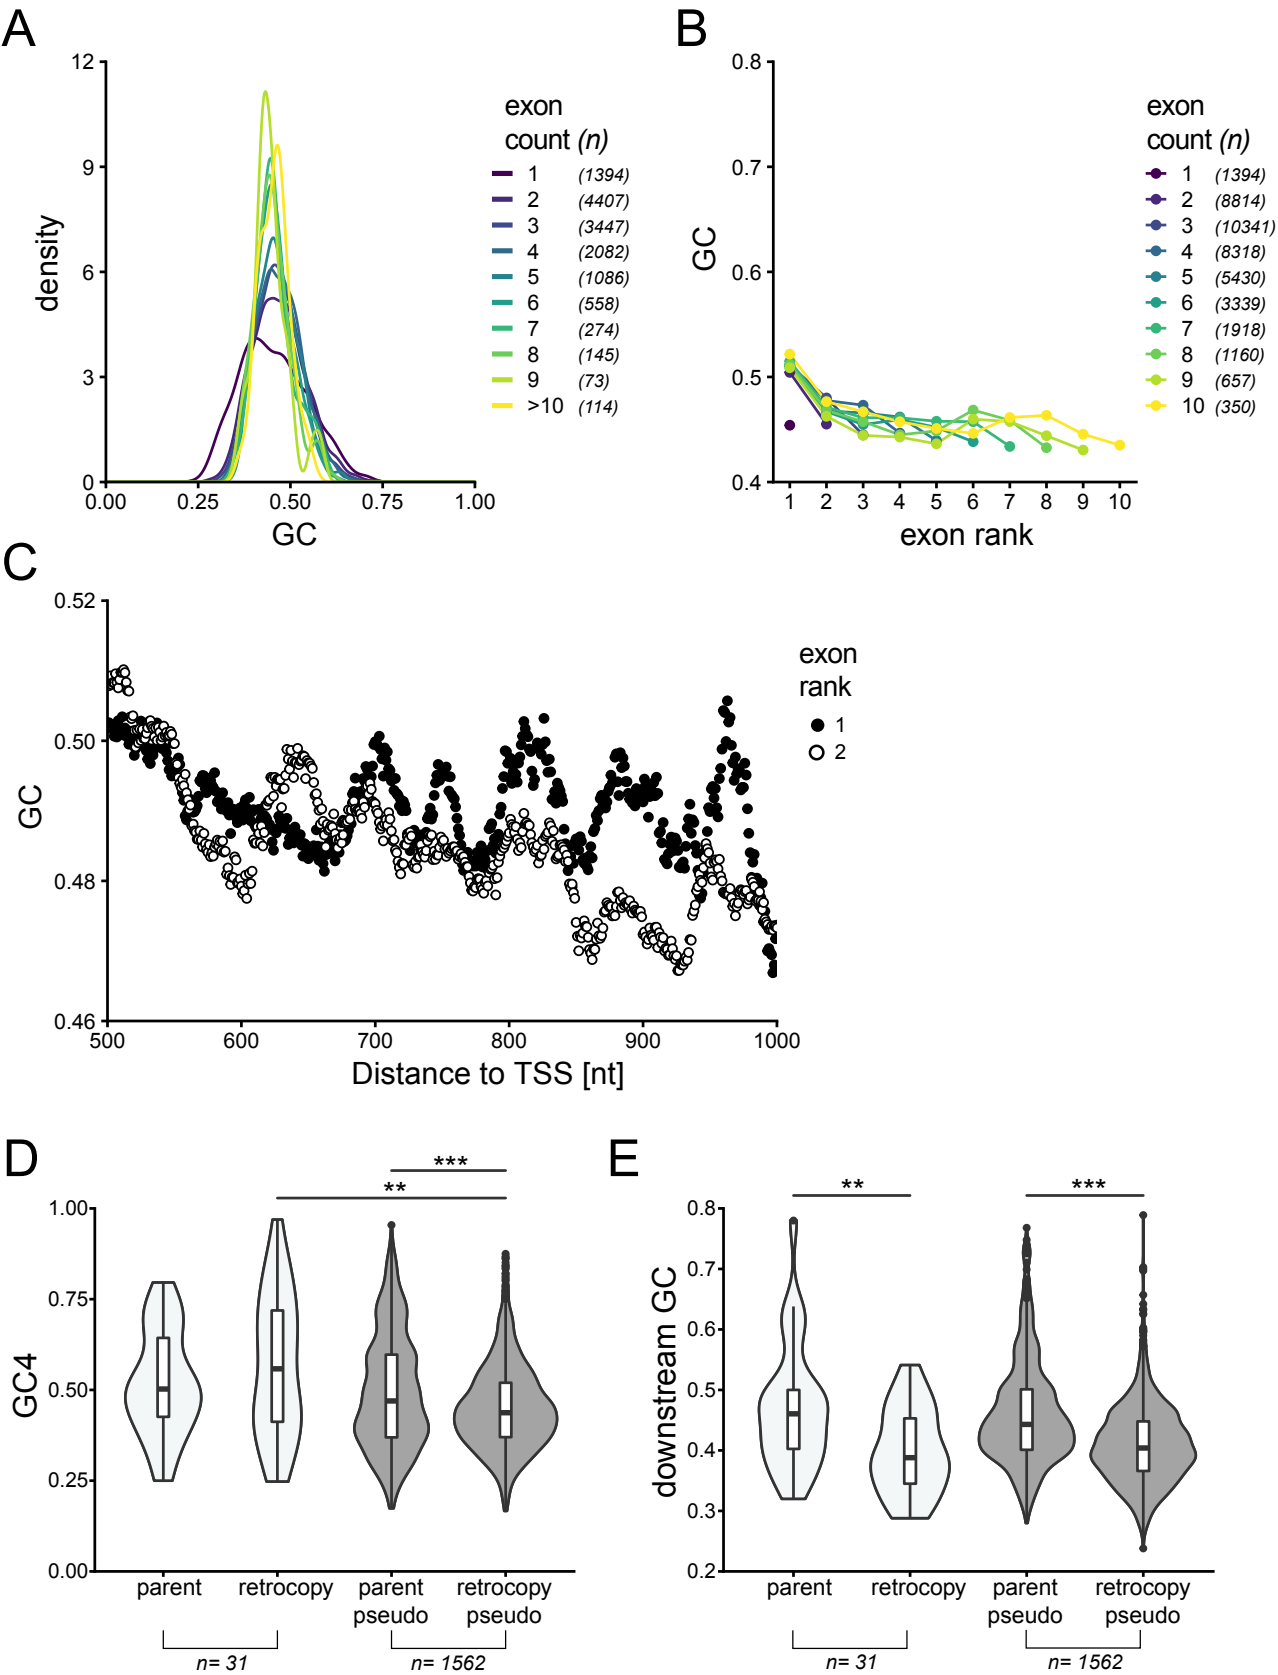 A
12
9
6
3
0
density
0.00
0.25
0.50
0.75
1.00
GC
exon
count (n)
1 (1394)
2 (4407)
3 (3447)
4 (2082)
5 (1086)
6 (558)
7 (274)
8 (145)
9 (73)
>10 (114)
B
0.8
0.7
0.6
0.5
0.4
GC
1 2 3 4 5 6 7 8 9 10
exon rank
exon
count (n)
1 (1394)
2 (8814)
3 (10341)
4 (8318)
5 (5430)
6 (3339)
7 (1918)
8 (1160)
9 (657)
10 (350)
C
0.52
0.50
0.48
0.46
GC
500 600 700 800 900 1000
Distance to TSS [nt]
exon
rank
1
2
D
***
**
1.00
0.75
0.50
0.25
0.00
GC4
parent
retrocopy
parent
pseudo
retrocopy
pseudo
n= 31
n= 1562
E
**
***
0.8
0.7
0.6
0.5
0.4
0.3
0.2
downstream GC
parent
retrocopy
parent
pseudo
retrocopy
pseudo
n= 31
n= 1562